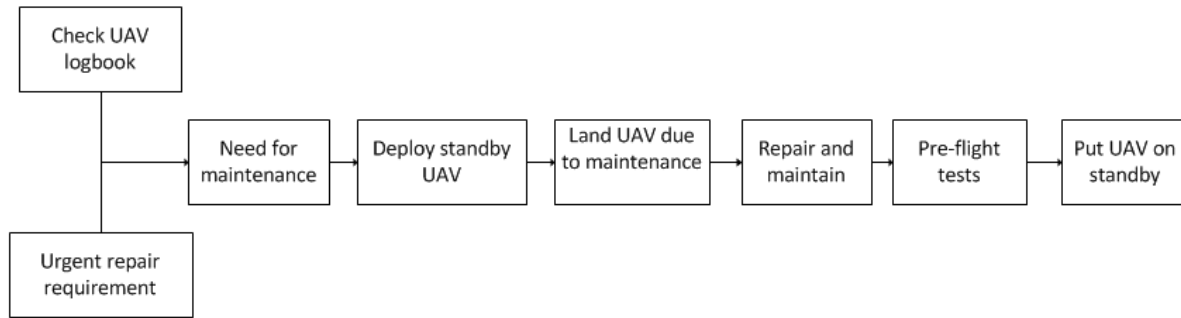 Check UAV
logbook
Need for
maintenance
Deploy standby
UAV
Land UAV due
to maintenance
Repair and
maintain
Pre-flight
tests
Put UAV on
standby
Urgent repair
requirement